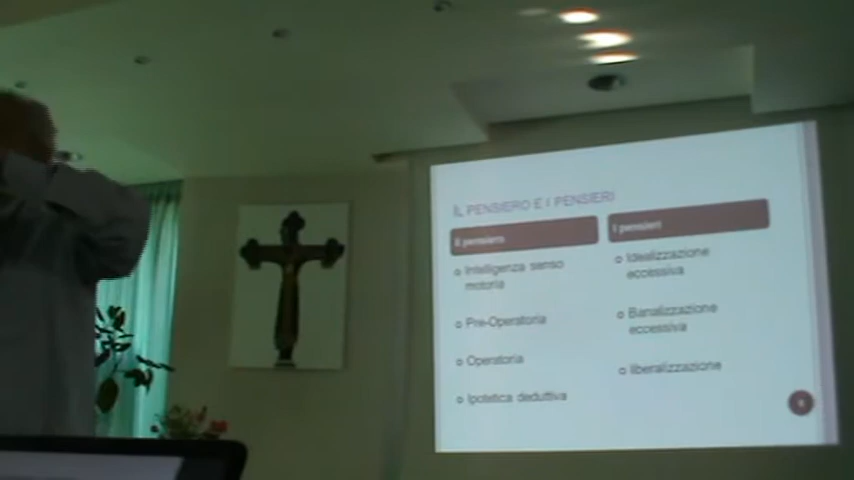 IL PENSIERO E I PENSIERI
Il pensiero
Intelligenza senso
motoria
Pre-Operatoria
Operatoria
Ipotetica deduttiva
I pensieri
Idealizzazione
eccessiva
Banalizzazione
eccessiva
liberalizzazione